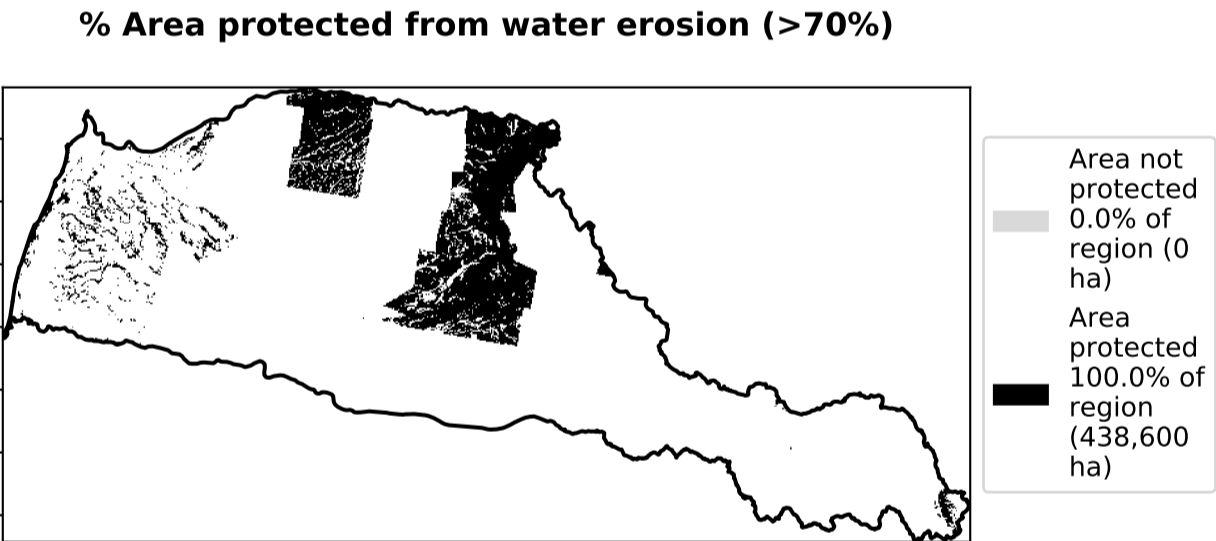 % Area protected from water erosion (>70%)
Area not
protected
0.0% of
region (0
ha)
Area
protected
100.0% of
region
(438,600
ha)